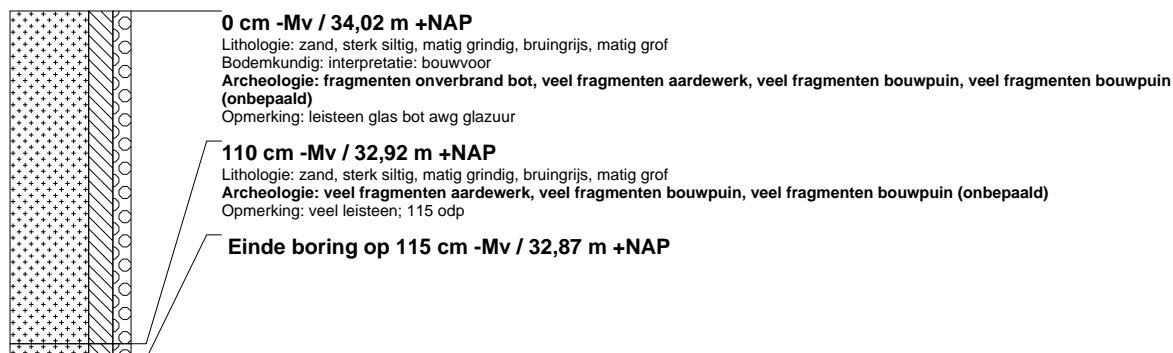 0 cm -Mv / 34,02 m +NAP
Lithologie: zand, sterk siltig, matig grindig, bruingrijs, matig grof
Bodemkundig: interpretatie: bouwvoor
Archeologie: fragmenten onverbrand bot, veel fragmenten aardewerk, veel fragmenten bouwpuin, veel fragmenten bouwpuin
(onbepaald)
Opmerking: leisteen glas bot awg glazuur
110 cm -Mv / 32,92 m +NAP
Lithologie: zand, sterk siltig, matig grindig, bruingrijs, matig grof
Archeologie: veel fragmenten aardewerk, veel fragmenten bouwpuin, veel fragmenten bouwpuin (onbepaald)
Opmerking: veel leisteen; 115 odp
Einde boring op 115 cm -Mv / 32,87 m +NAP